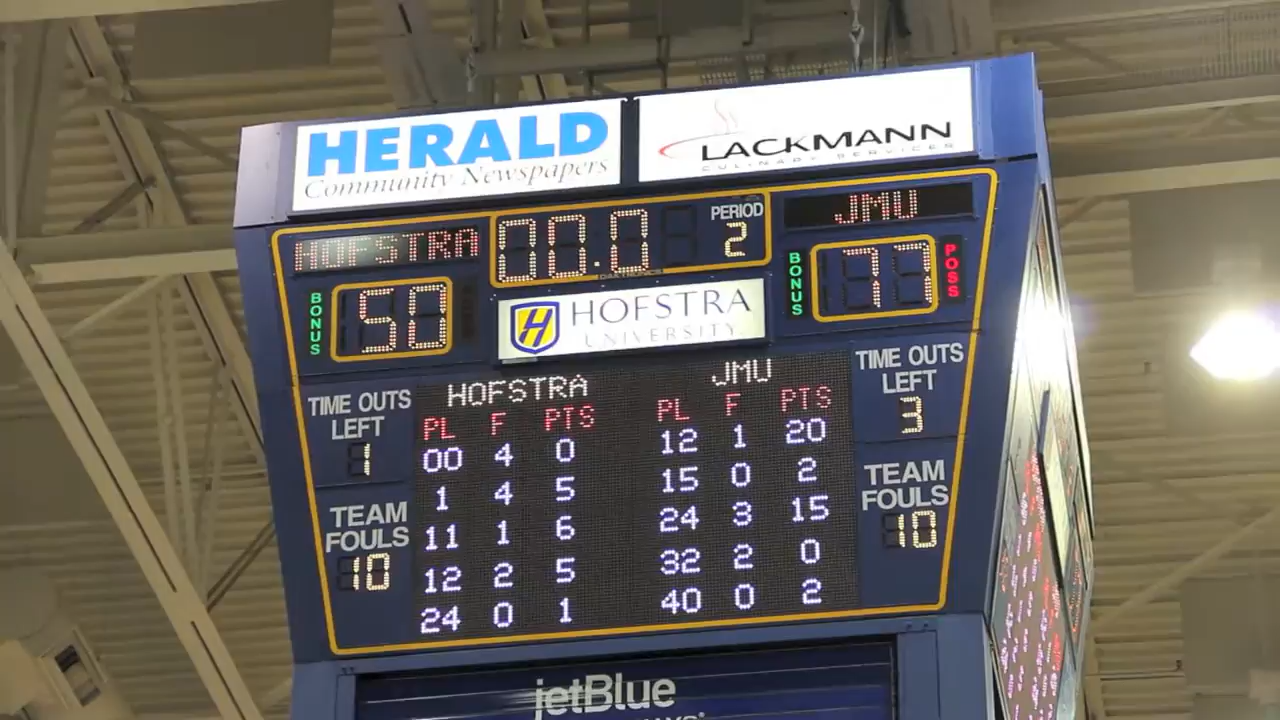 HERALD
Community Newspapers
LACKMANN
CULINARY SERVICES
HOFSTRA
00.0
PERIOD
2
JMU
DAKTRONICS
BONUS
50
HOFSTRA
UNIVERSITY
BONUS
77
POSS
TIME OUTS
LEFT
1
TEAM
FOULS
10
HOFSTRA JMU
PL F PTS PL F PTS
00 4 0 12 1 20
1 4 5 15 0 2
11 1 6 24 3 15
12 2 5 32 2 0
24 0 1 40 0 2
TIME OUTS
LEFT
3
TEAM
FOULS
10
jetBlue